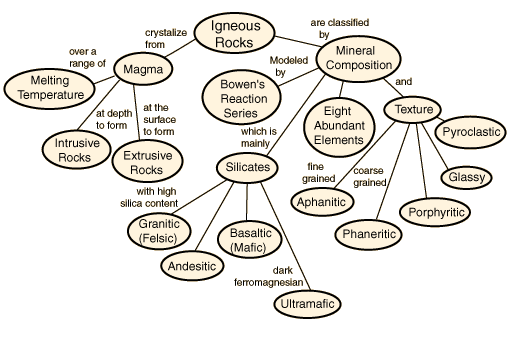 Igneous
Rocks
crystalize
from
are classified
by
over a
range of
Magma
Melting
Temperature
at depth
to form
at the
surface
to form
Intrusive
Rocks
Extrusive
Rocks
Mineral
Composition
Modeled
by
Bowen's
Reaction
Series
Eight
Abundant
Elements
and
Texture
Pyroclastic
Glassy
Porphyritic
coarse
grained
Phaneritic
fine
grained
Aphanitic
which is
mainly
Silicates
with high
silica content
Granitic
(Felsic)
Andesitic
Basaltic
(Mafic)
dark
ferromagnesian
Ultramafic